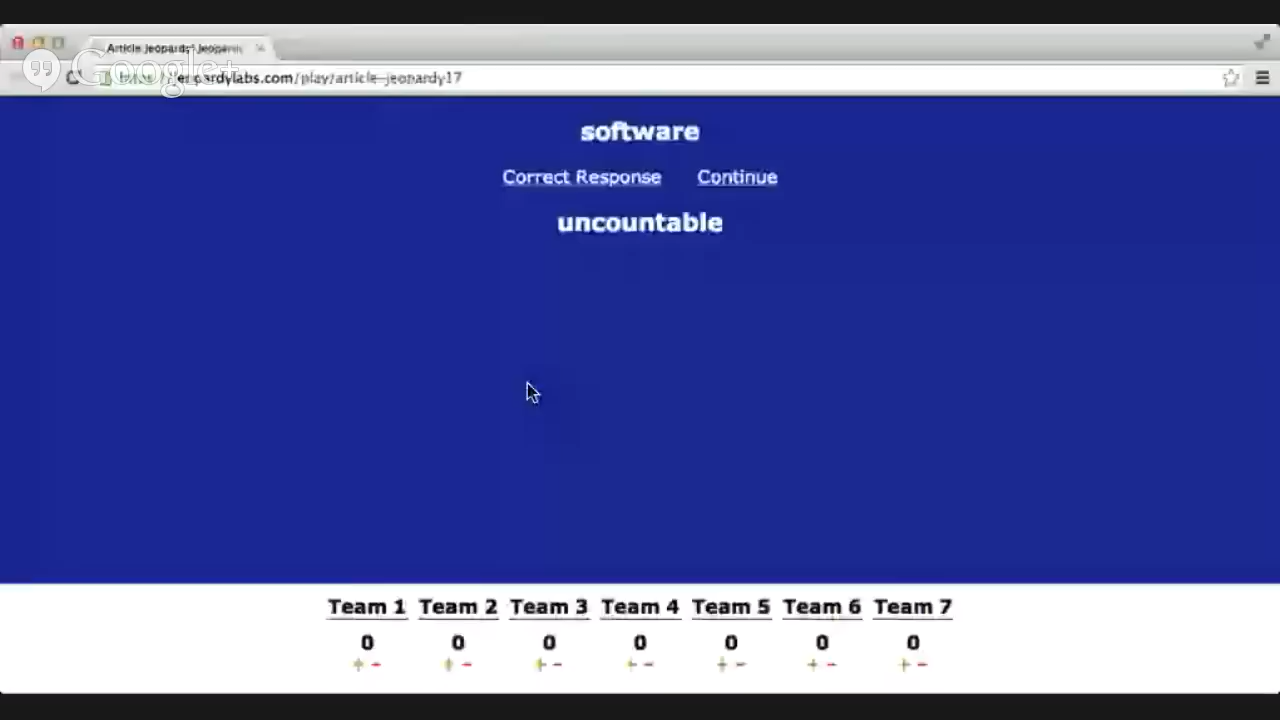 Article Jeopardy! Jeopardy
Google+
jeopardylabs.com/play/article-jeopardy17
software
Correct Response Continue
uncountable
Team 1 Team 2 Team 3 Team 4 Team 5 Team 6 Team 7
0 0 0 0 0 0 0
+ - + - + - + - + - + - + -